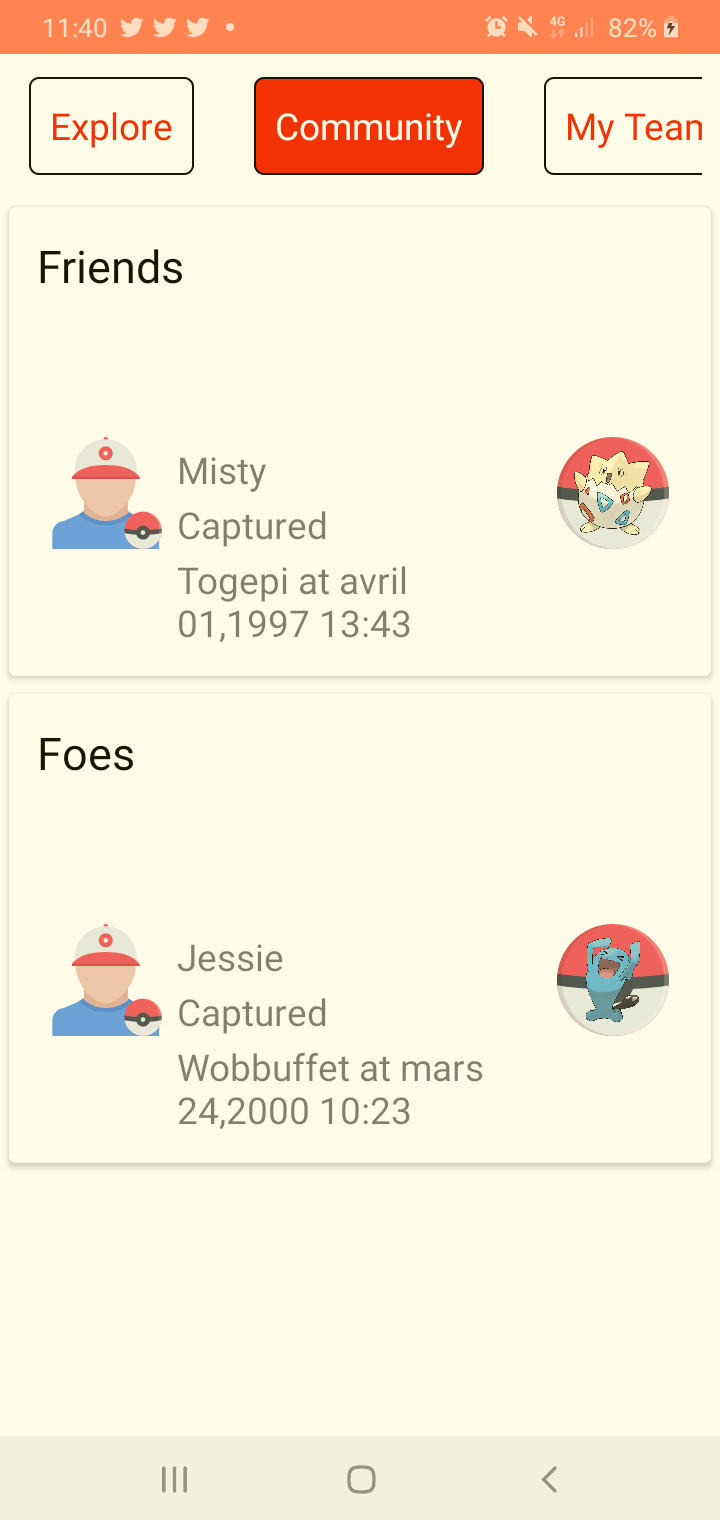 11:40 4G 82%
Explore Community My Team
Friends
Misty
Captured
Togepi at avril
01,1997 13:43
Foes
Jessie
Captured
Wobbuffet at mars
24,2000 10:23